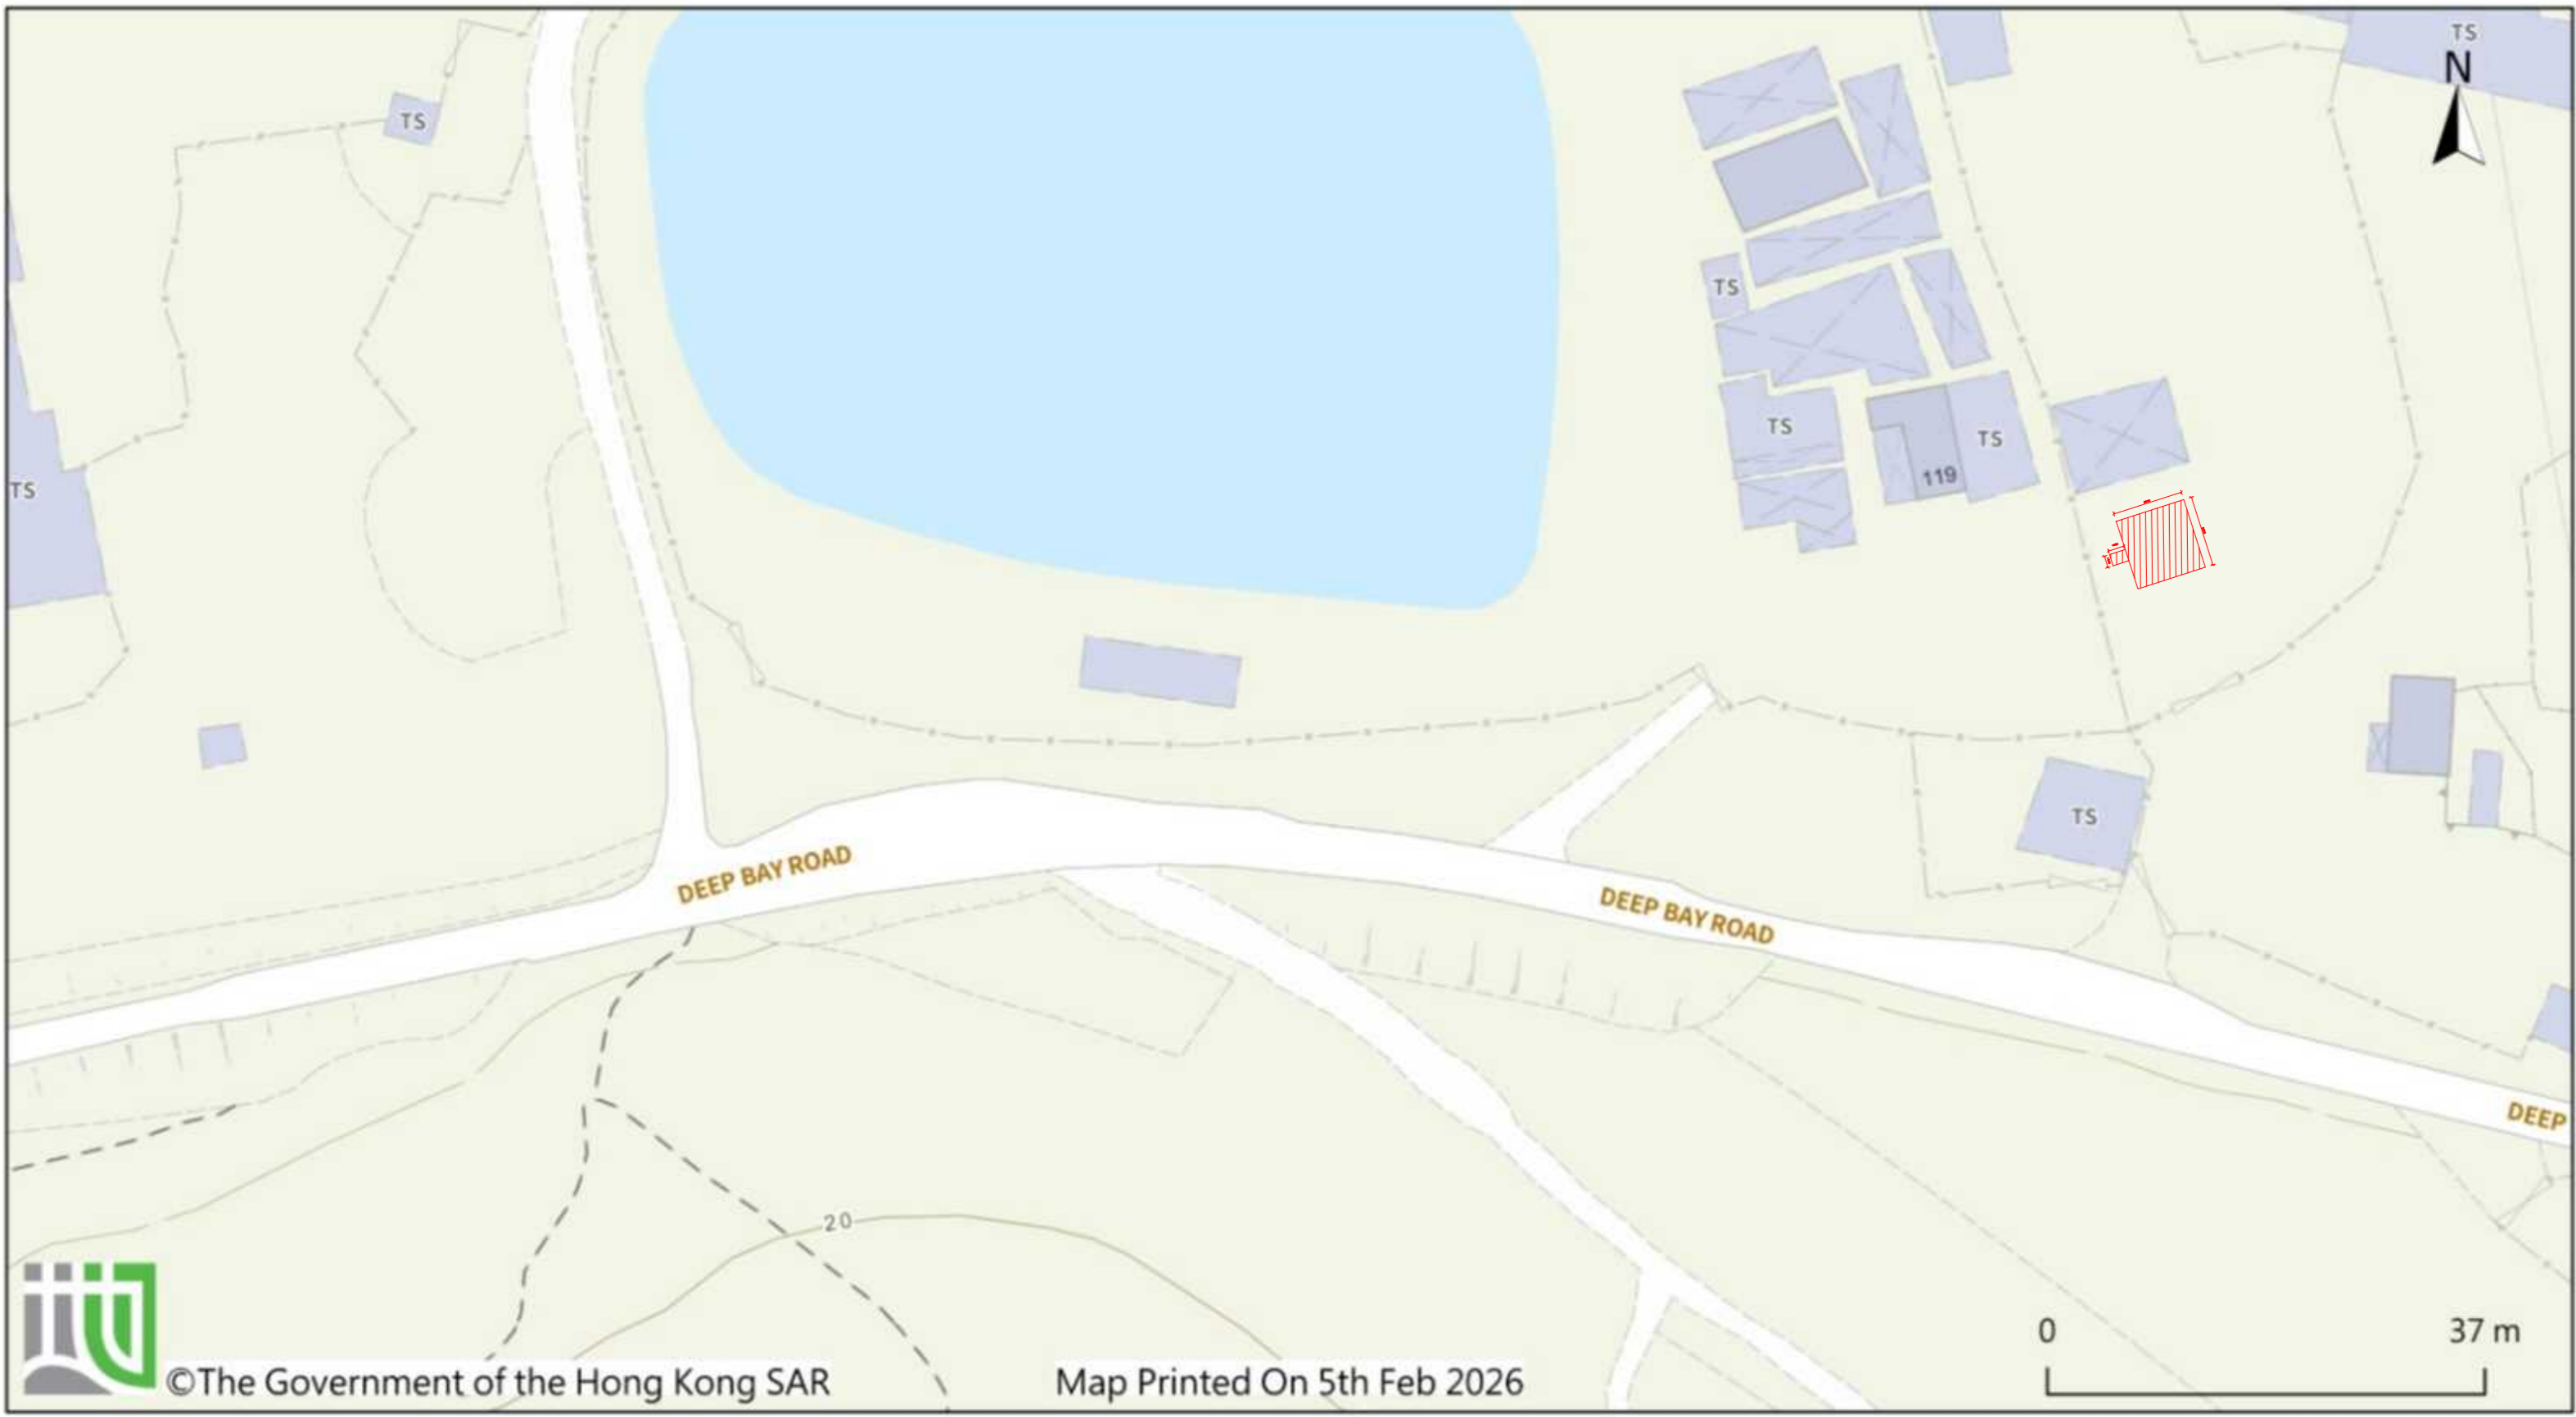 TS
N
TS
TS
TS
TS
119
TS
TS
DEEP BAY ROAD
DEEP BAY ROAD
DEEP
20
0
37 m
©The Government of the Hong Kong SAR
Map Printed On 5th Feb 2026